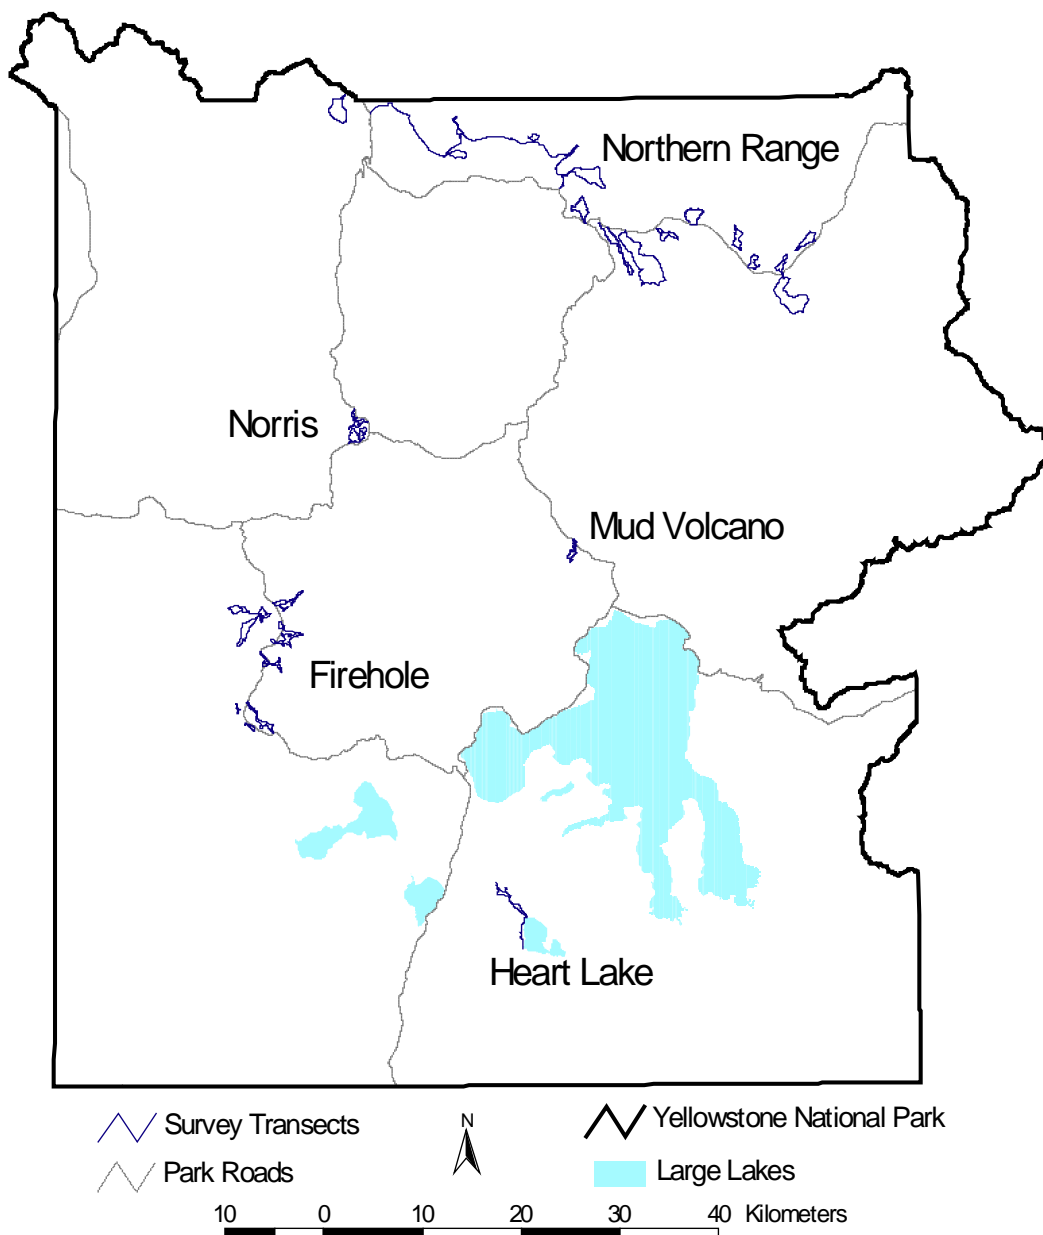 Northern Range
Norris
Mud Volcano
Firehole
Heart Lake
Survey Transects
N
Yellowstone National Park
Park Roads
Large Lakes
10 0 10 20 30 40 Kilometers